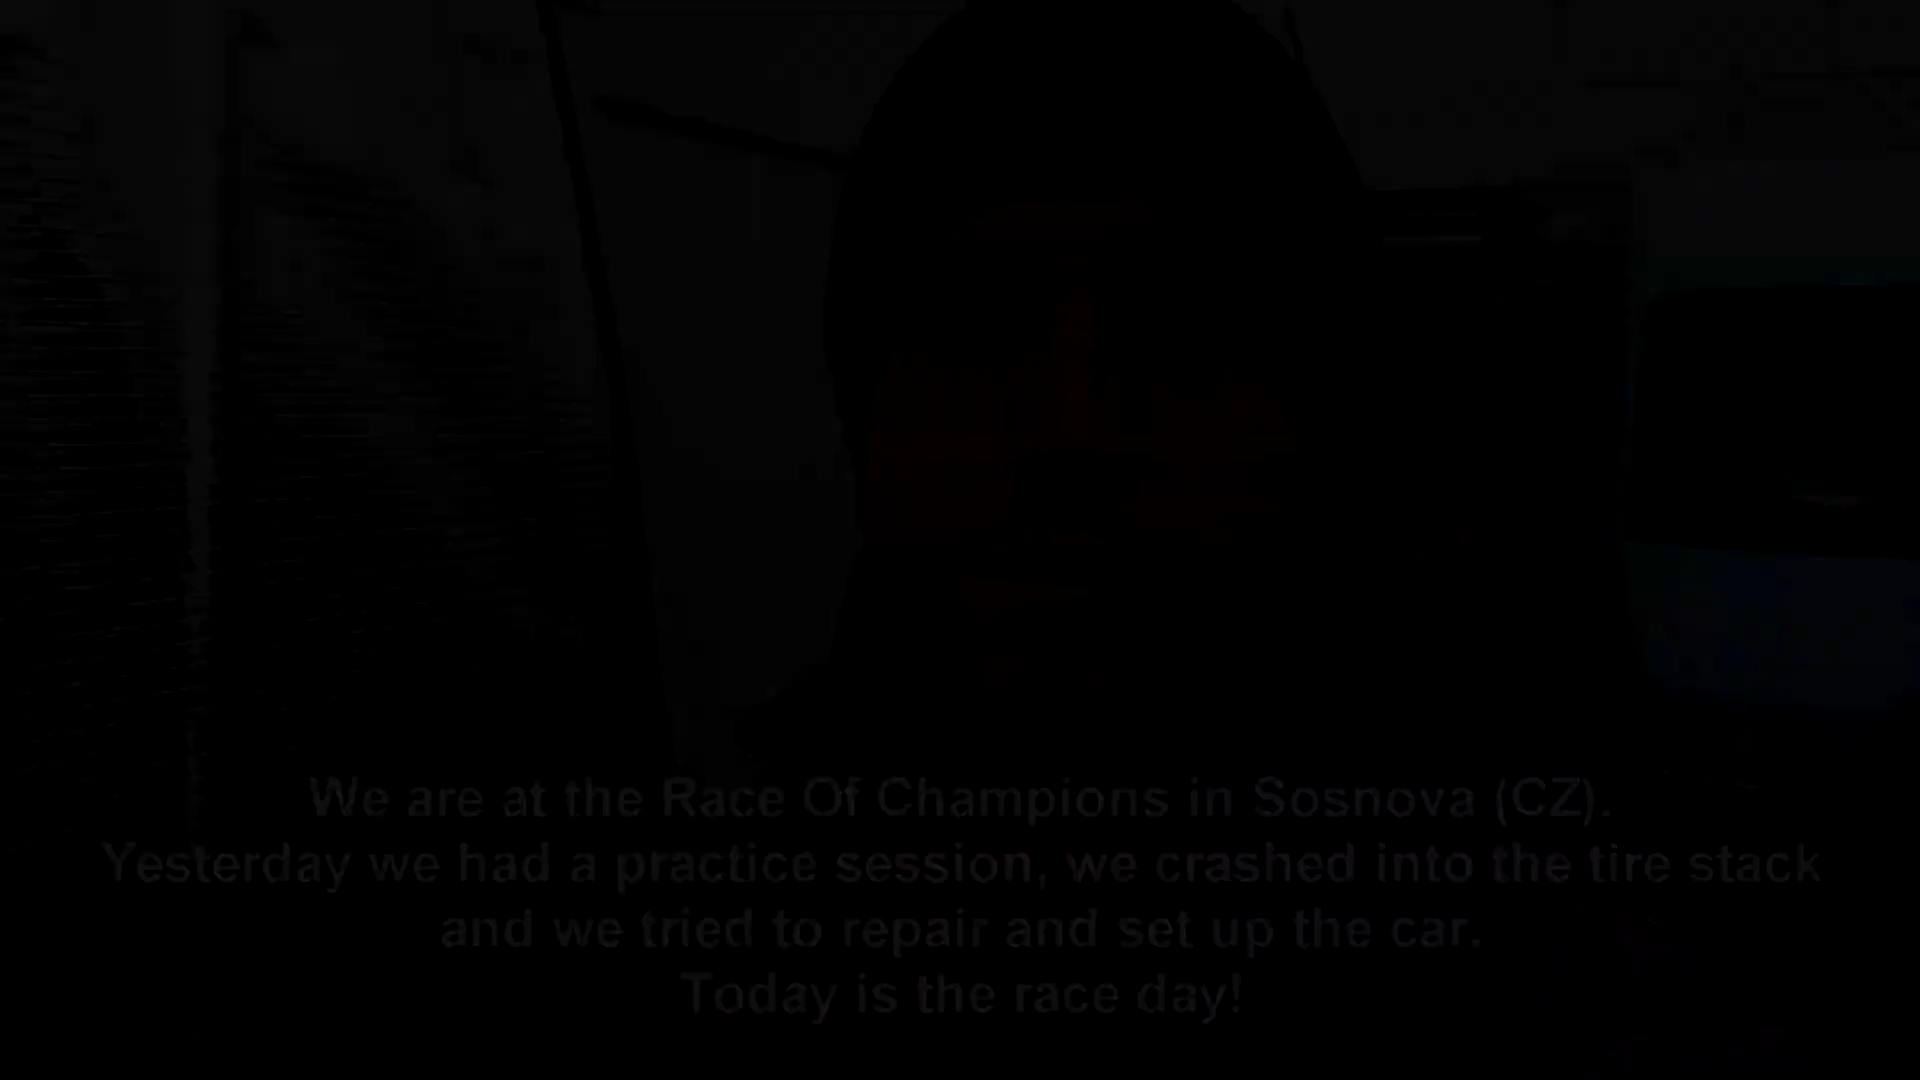 We are at the Race Of Champions in Sosnova (CZ).
Yesterday we had a practice session, we crashed into the tire stack
and we tried to repair and set up the car.
Today is the race day!